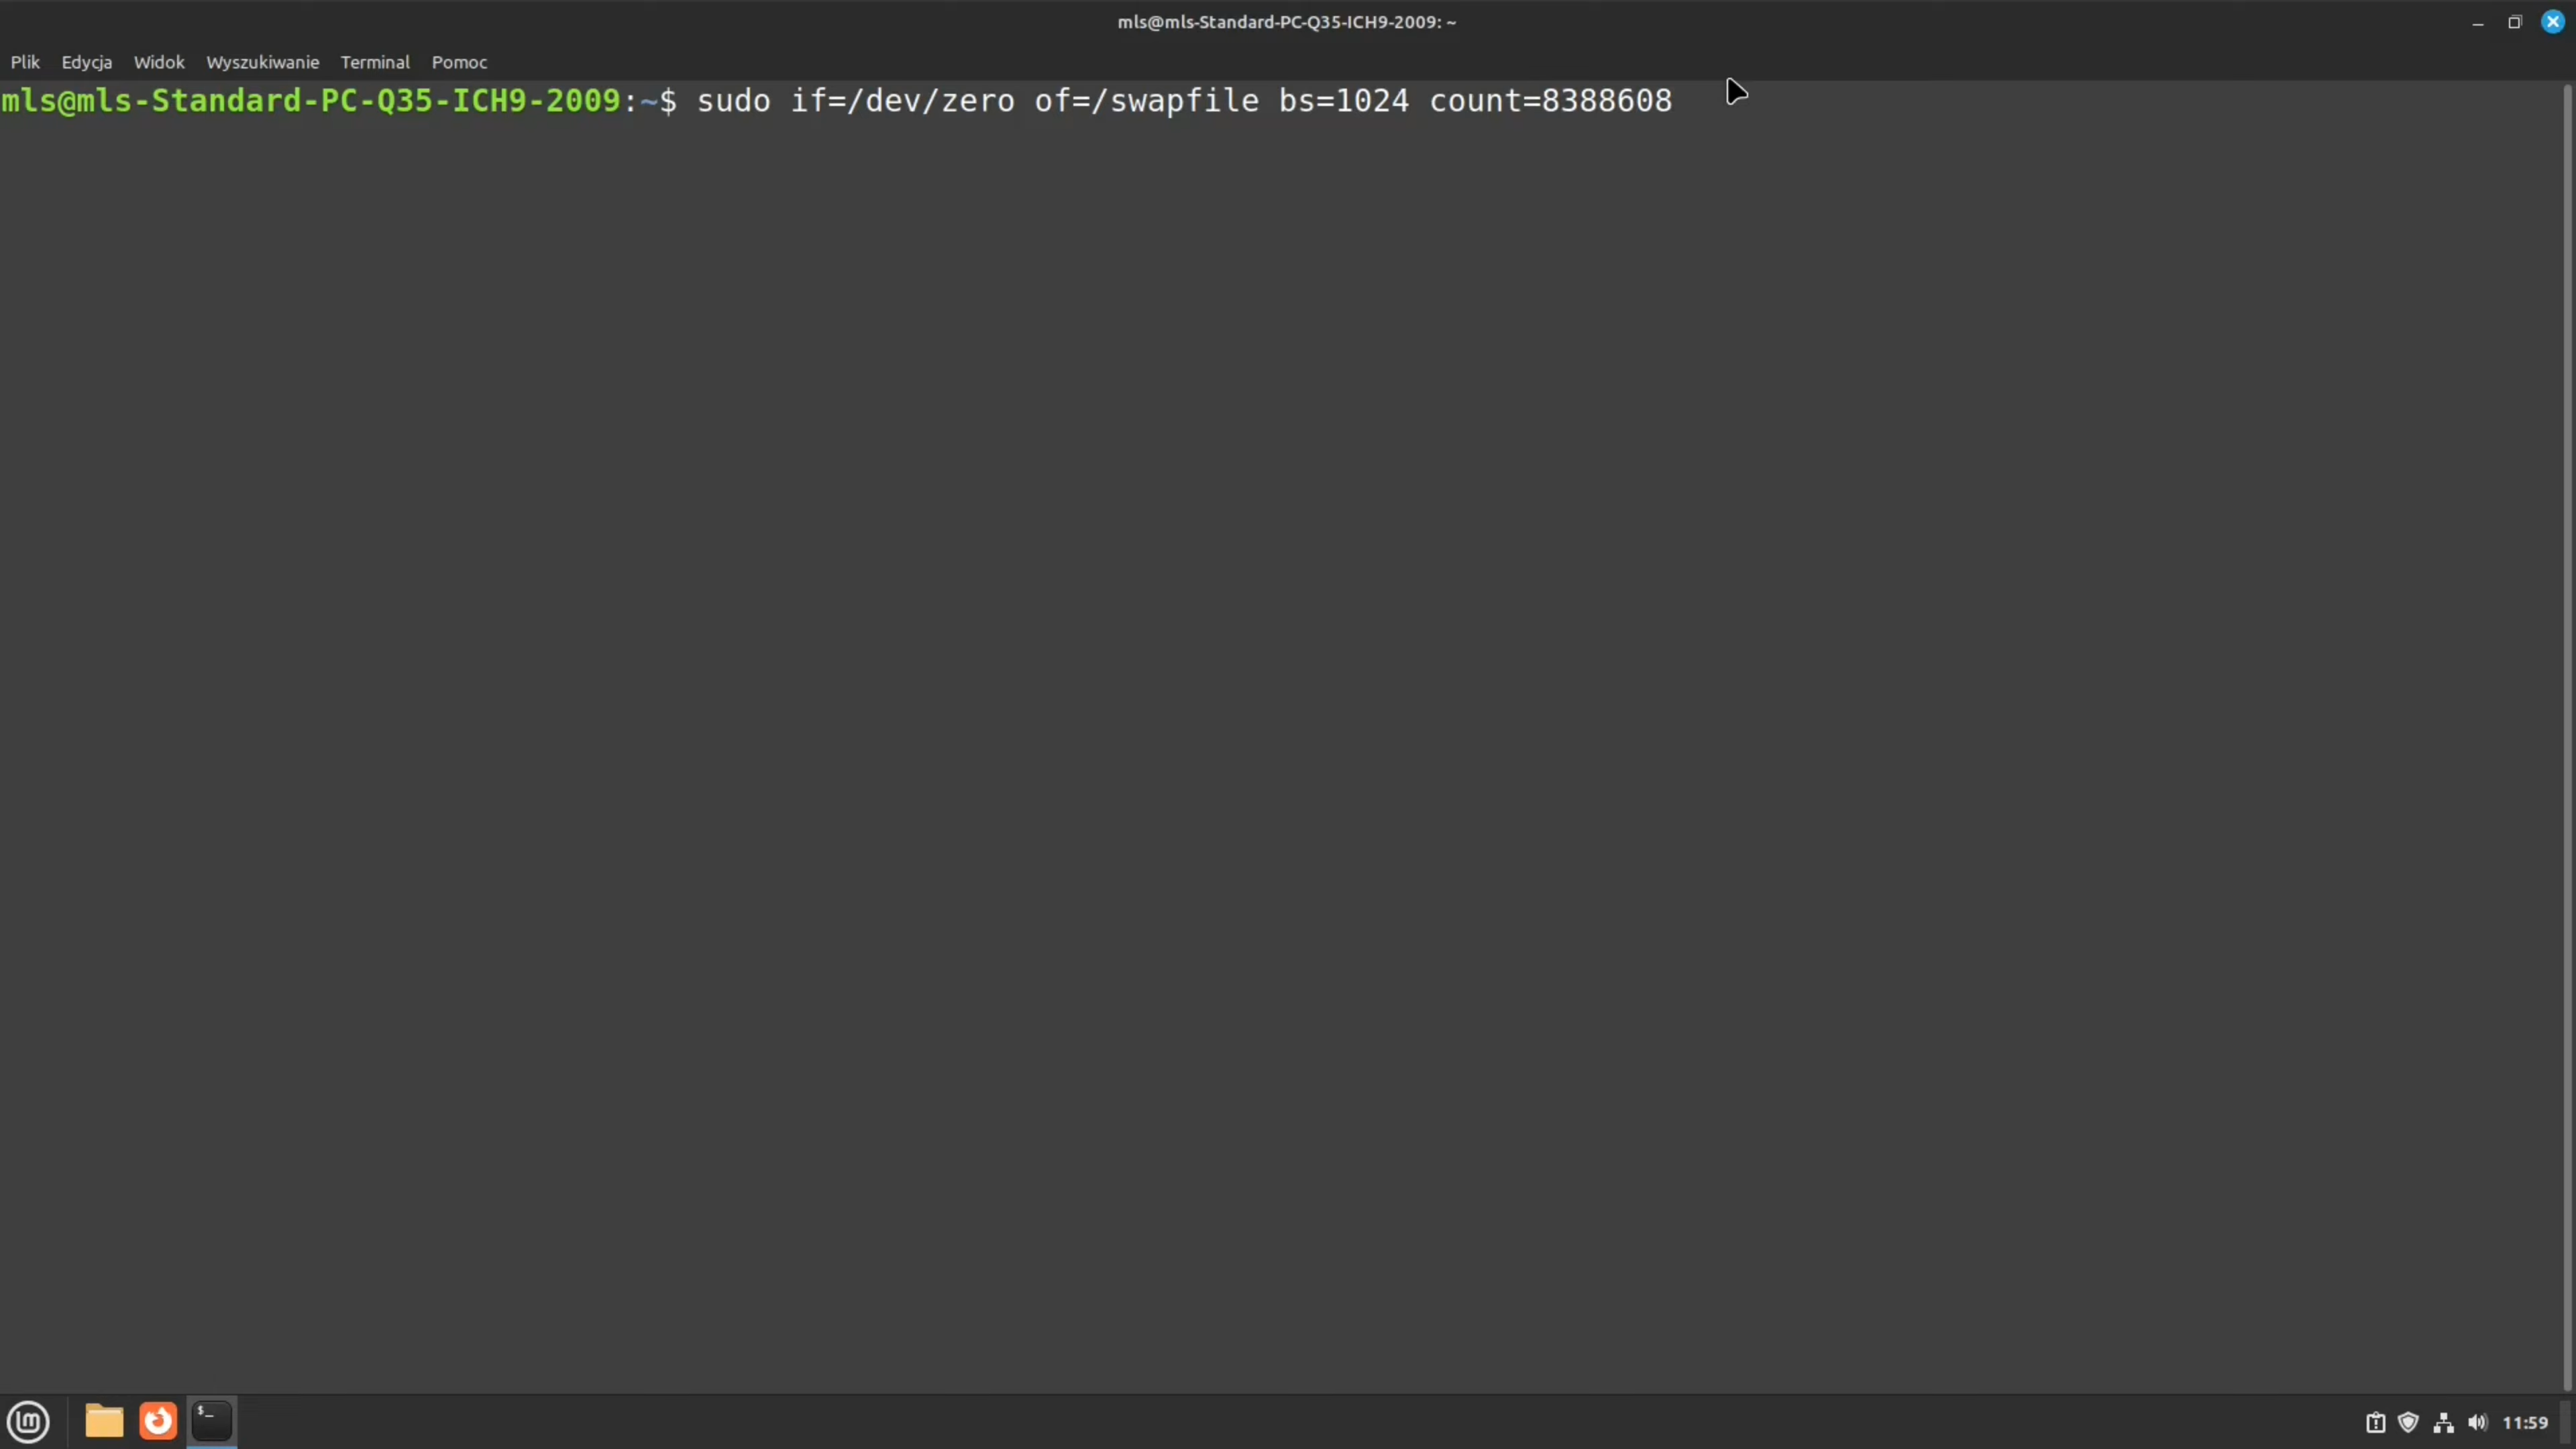 mls@mls-Standard-PC-Q35-ICH9-2009: ~
Plik Edycja Widok Wyszukiwanie Terminal Pomoc
mls@mls-Standard-PC-Q35-ICH9-2009:~$ sudo if=/dev/zero of=/swapfile bs=1024 count=8388608
$_
11:59